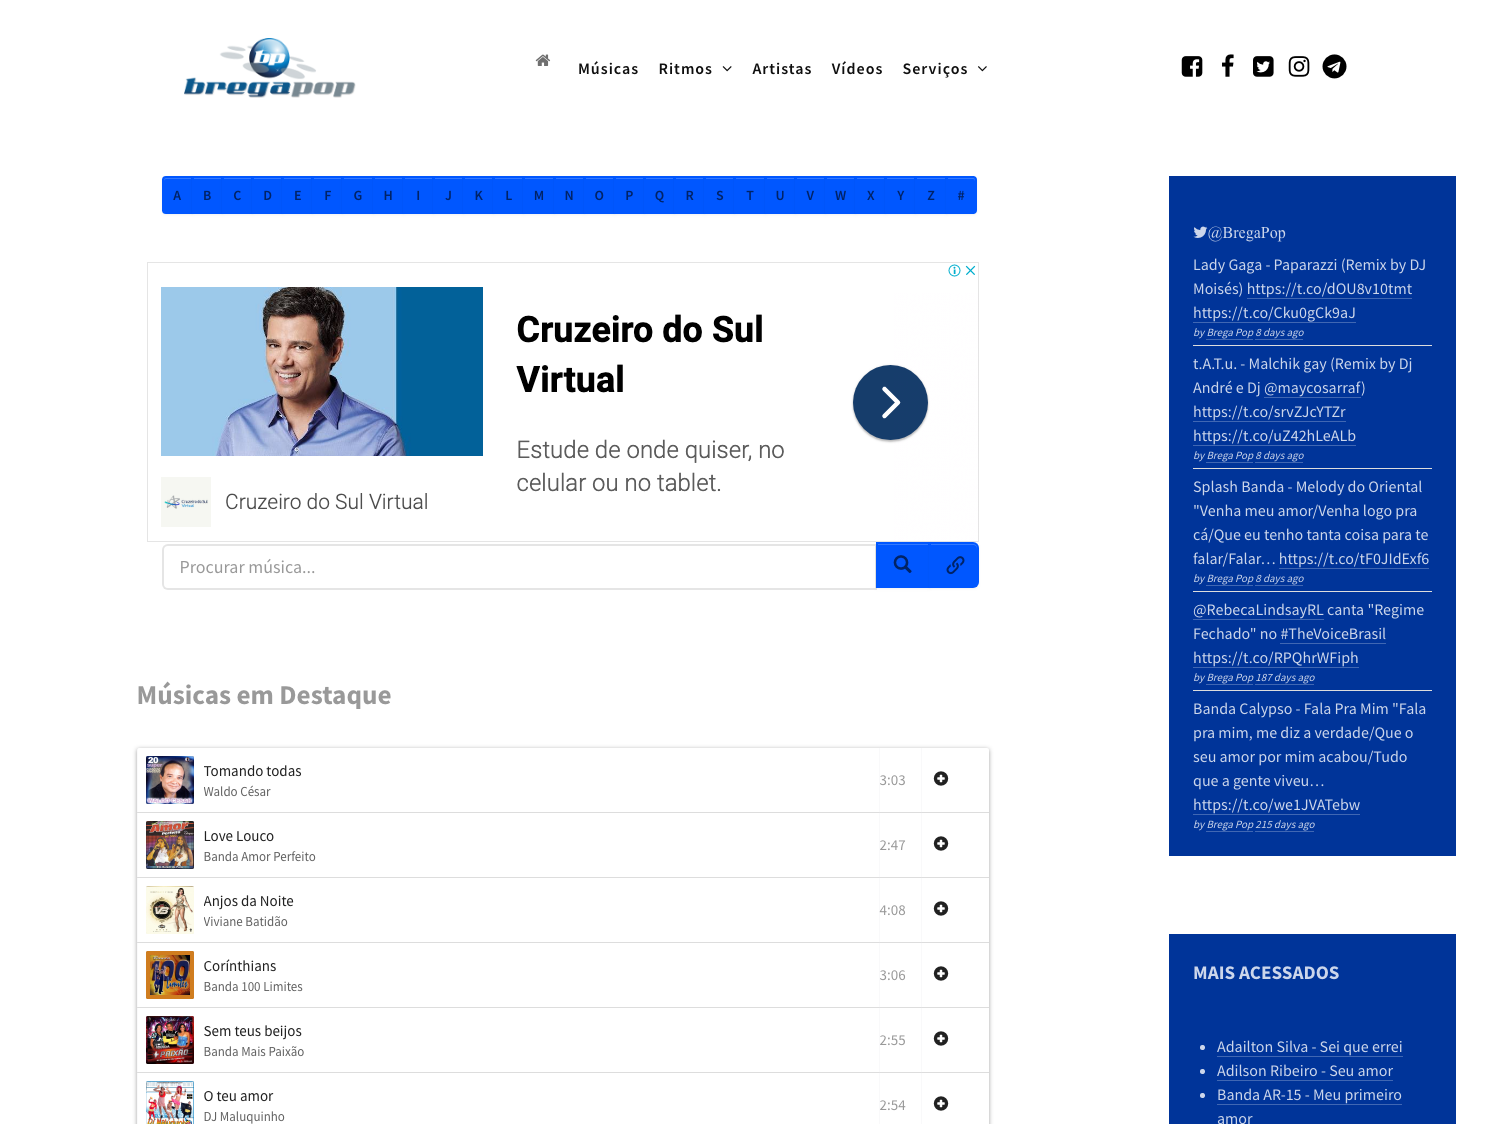 bp
bregapop
Músicas
Ritmos
Artistas
Vídeos
Serviços
A B C D E F G H I J K L M N O P Q R S T U V W X Y Z #
Cruzeiro do Sul
Virtual
Estude de onde quiser, no
celular ou no tablet.
Cruzeiro do Sul Virtual
Procurar música...
Músicas em Destaque
Tomando todas
Waldo César
3:03
Love Louco
Banda Amor Perfeito
2:47
Anjos da Noite
Viviane Batidão
4:08
Corínthians
Banda 100 Limites
3:06
Sem teus beijos
Banda Mais Paixão
2:55
O teu amor
DJ Maluquinho
2:54
@BregaPop
Lady Gaga - Paparazzi (Remix by DJ
Moisés) https://t.co/dOU8v10tmt
https://t.co/Cku0gCk9aJ
by Brega Pop 8 days ago
t.A.T.u. - Malchik gay (Remix by Dj
André e Dj @maycosarraf)
https://t.co/srvZJcYTZr
https://t.co/uZ42hLeALb
by Brega Pop 8 days ago
Splash Banda - Melody do Oriental
"Venha meu amor/Venha logo pra
cá/Que eu tenho tanta coisa para te
falar/Falar… https://t.co/tF0JIdExf6
by Brega Pop 8 days ago
@RebecaLindsayRL canta "Regime
Fechado" no #TheVoiceBrasil
https://t.co/RPQhrWFiph
by Brega Pop 187 days ago
Banda Calypso - Fala Pra Mim "Fala
pra mim, me diz a verdade/Que o
seu amor por mim acabou/Tudo
que a gente viveu…
https://t.co/we1JVATebw
by Brega Pop 215 days ago
MAIS ACESSADOS
Adailton Silva - Sei que errei
Adilson Ribeiro - Seu amor
Banda AR-15 - Meu primeiro
amor